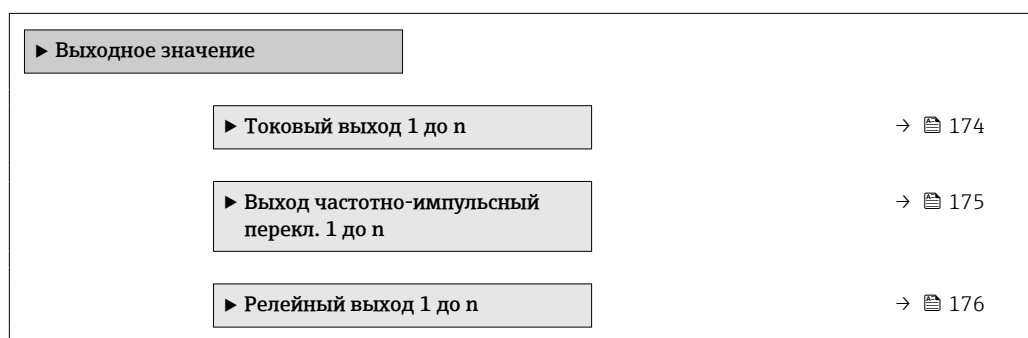 ▶ Выходное значение
▶ Токовый выход 1 до n → 174
▶ Выход частотно-импульсный → 175
перекл. 1 до n
▶ Релейный выход 1 до n → 176